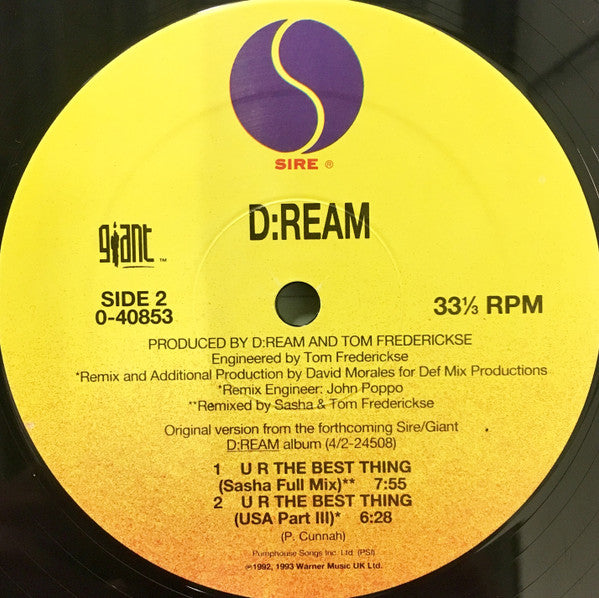 SIRE ®
D:REAM
giant ™
SIDE 2
0-40853
33⅓ RPM
PRODUCED BY D:REAM AND TOM FREDERICKSE
Engineered by Tom Frederickse
*Remix and Additional Production by David Morales for Def Mix Productions
*Remix Engineer: John Poppo
**Remixed by Sasha & Tom Frederickse
Original version from the forthcoming Sire/Giant
D:REAM album (4/2-24508)
1 U R THE BEST THING
(Sasha Full Mix)** 7:55
2 U R THE BEST THING
(USA Part III)* 6:28
(P. Cunnah)
Pumphouse Songs Inc. Ltd. (PSI)
℗1992, 1993 Warner Music UK Ltd.